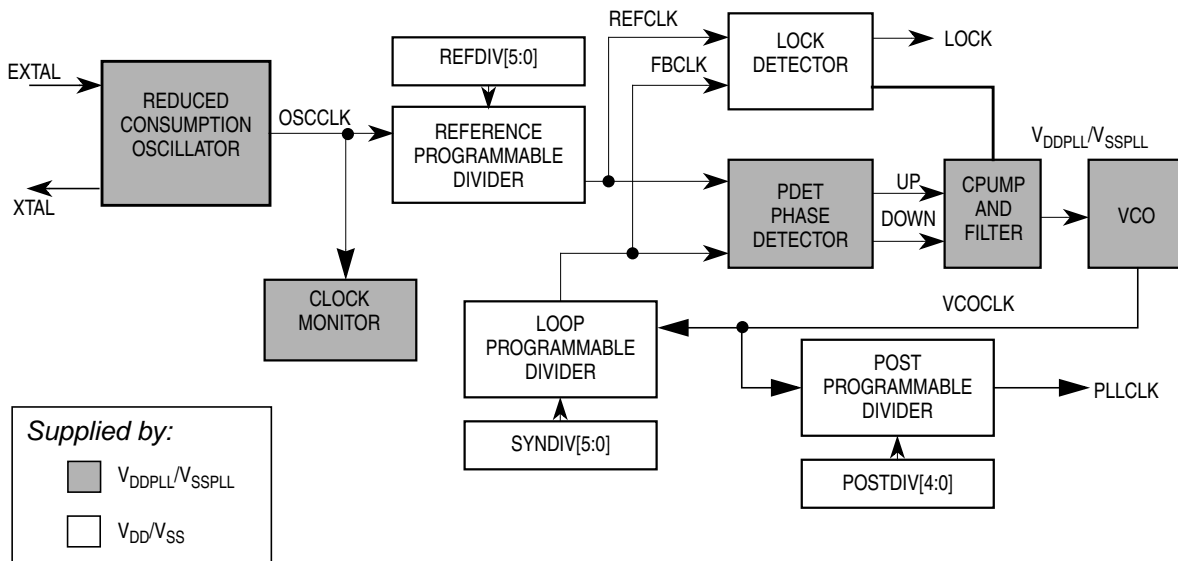 REFCLK
LOCK
DETECTOR
LOCK
REFDIV[5:0]
FBCLK
EXTAL
REDUCED
CONSUMPTION
OSCILLATOR
OSCCLK
REFERENCE
PROGRAMMABLE
DIVIDER
XTAL
PDET
PHASE
DETECTOR
UP
DOWN
CPUMP
AND
FILTER
VDDPLL/VSSPLL
VCO
CLOCK
MONITOR
LOOP
PROGRAMMABLE
DIVIDER
VCOCLK
POST
PROGRAMMABLE
DIVIDER
PLLCLK
SYNDIV[5:0]
POSTDIV[4:0]
Supplied by:
VDDPLL/VSSPLL
VDD/VSS